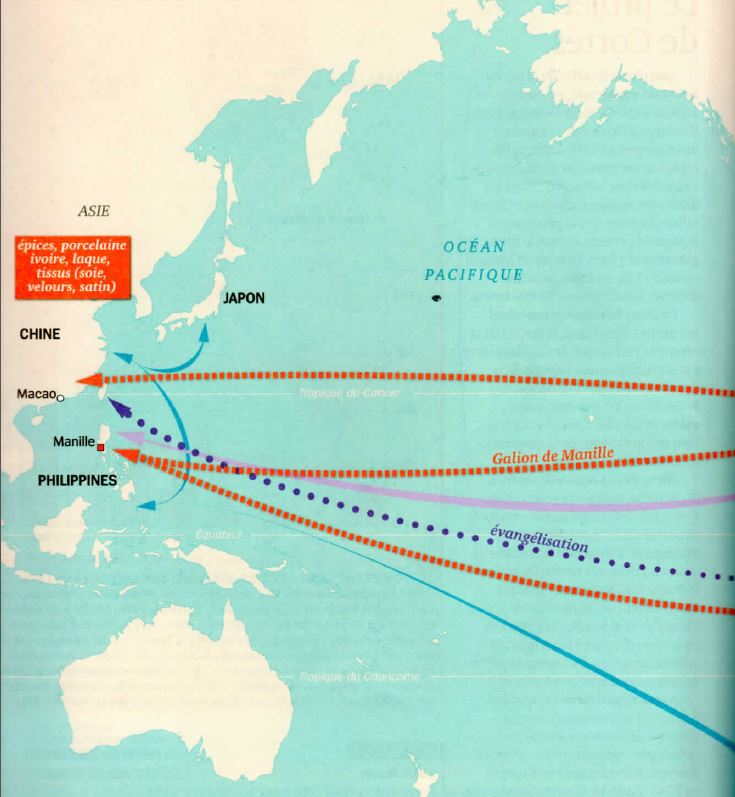 ASIE
épices, porcelaine
ivoire, laque,
tissus (soie,
velours, satin)
OCÉAN
PACIFIQUE
JAPON
CHINE
Macao
Tropique du Cancer
Manille
Galion de Manille
PHILIPPINES
Équateur
évangélisation
Tropique du Capricorne